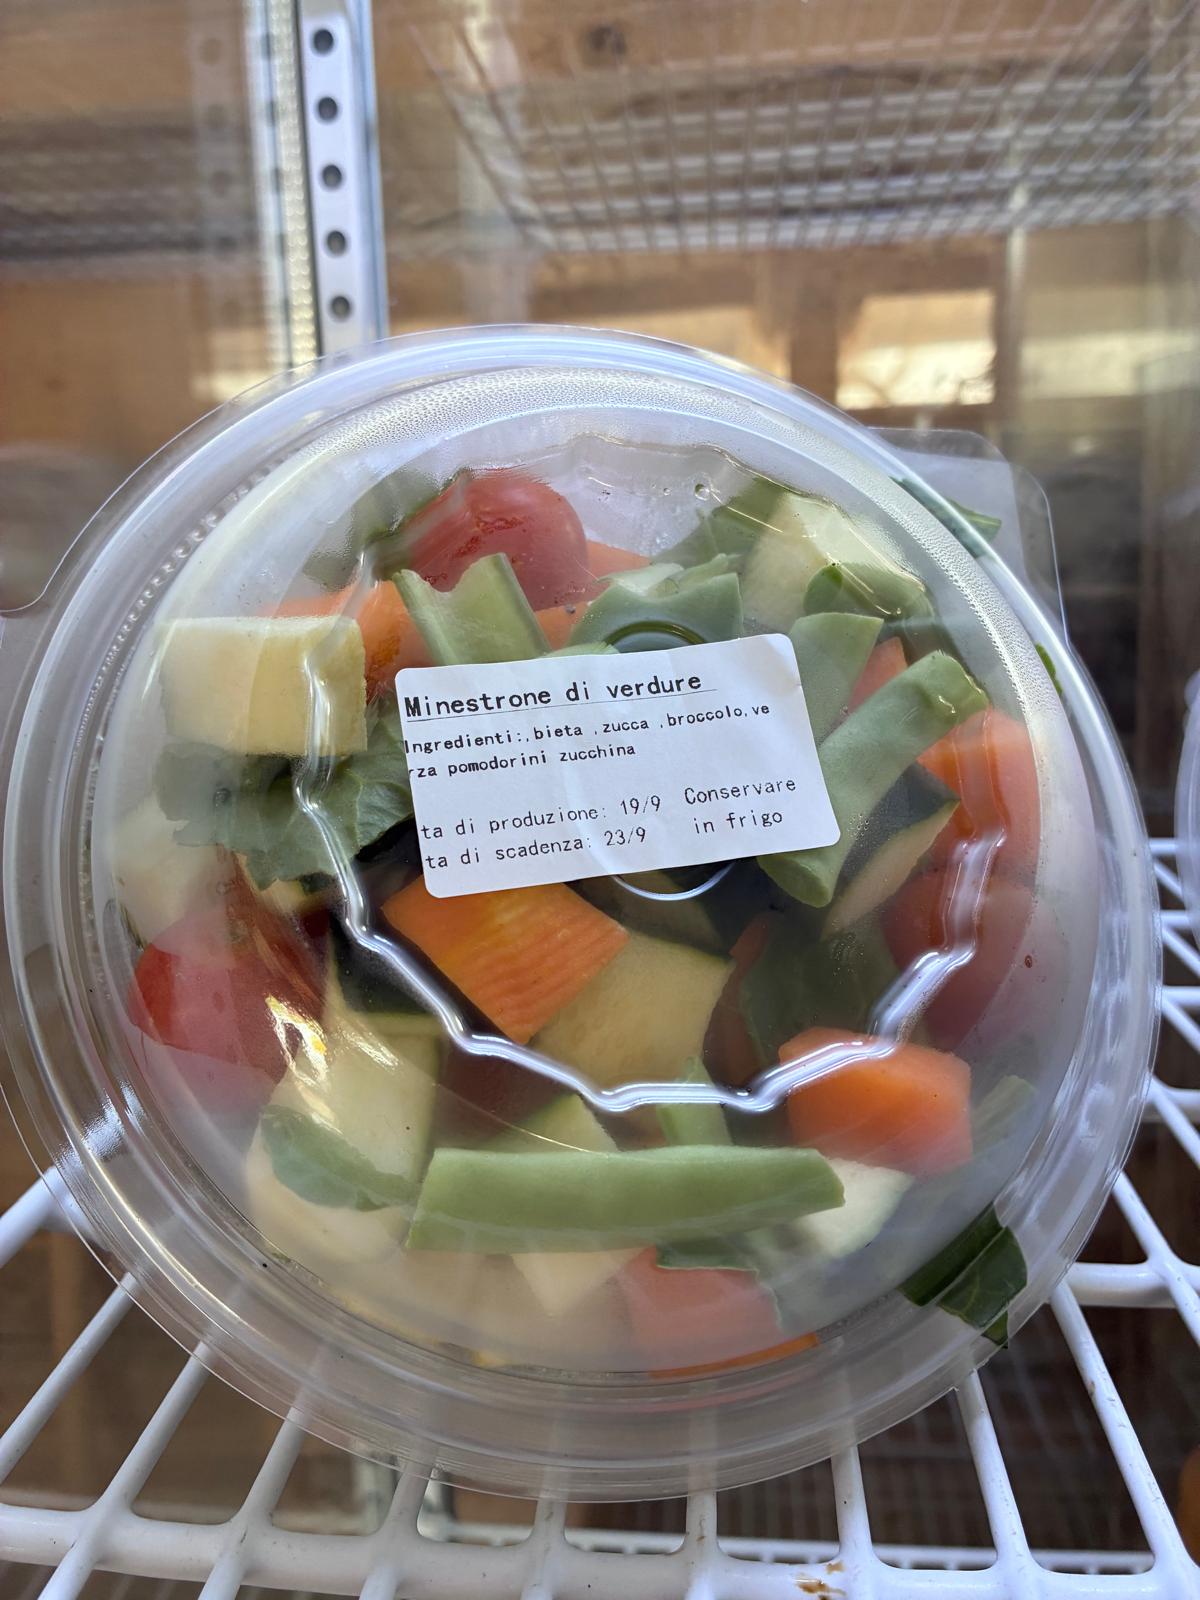 Minestrone di verdure
Ingredienti:,bieta ,zucca ,broccolo,ve
rza pomodorini zucchina
ta di produzione: 19/9 Conservare
ta di scadenza: 23/9 in frigo